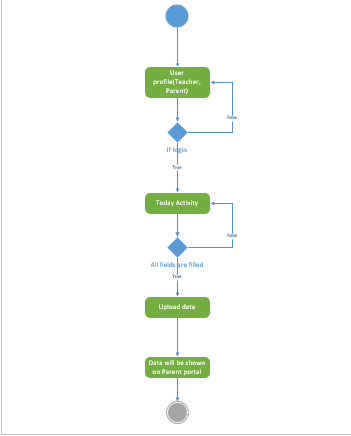 User
profile(Teacher,
Parent)
False
If login
True
Today Activity
False
All fields are filled
True
Upload data
Data will be shown
on Parent portal